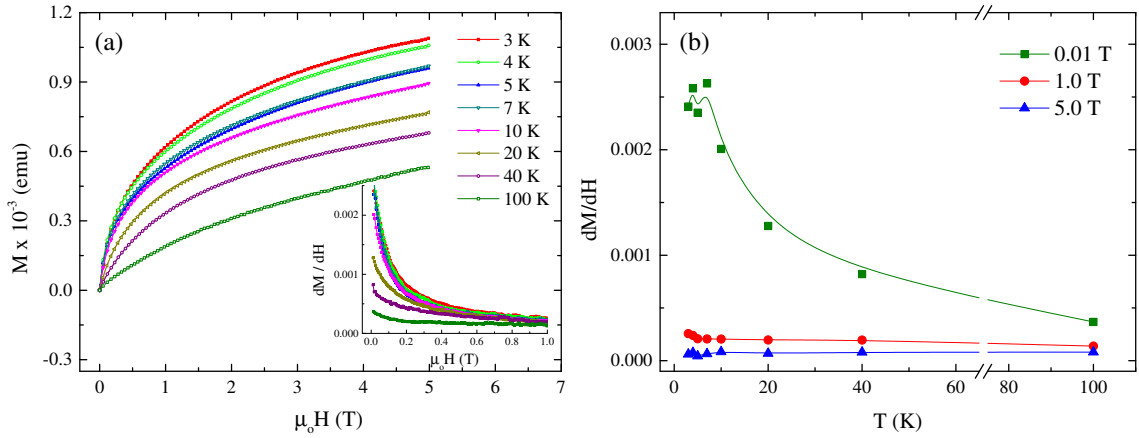 (a)
1.2
0.9
0.6
0.3
0.0
-0.3
M x 10⁻³ (emu)
3 K
4 K
5 K
7 K
10 K
20 K
40 K
100 K
0.002
0.001
0.000
dM / dH
0.0 0.2 0.4 0.6 0.8 1.0
μₒH (T)
0 1 2 3 4 5 6 7
μₒH (T)
(b)
0.003
0.002
0.001
0.000
dM/dH
0.01 T
1.0 T
5.0 T
0 20 40 60 80 100
T (K)